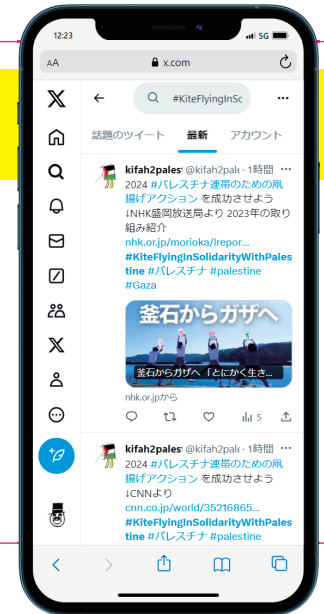 12:23
5G
AA
x.com
#KiteFlyingInSc
話題のツイート 最新 アカウント
kifah2pales @kifah2pale · 1時間
2024 #パレスチナ連帯のための凧
揚げアクション を成功させよう
↓NHK盛岡放送局より 2023年の取り
組み紹介
nhk.or.jp/morioka/lrepor…
#KiteFlyingInSolidarityWithPales
tine #パレスチナ #palestine
#Gaza
釜石からガザへ
釜石からガザへ 「とにかく生き…
nhk.or.jpから
5
kifah2pales @kifah2pale · 1時間
2024 #パレスチナ連帯のための凧
揚げアクション を成功させよう
↓CNNより
cnn.co.jp/world/35216865…
#KiteFlyingInSolidarityWithPales
tine #パレスチナ #palestine